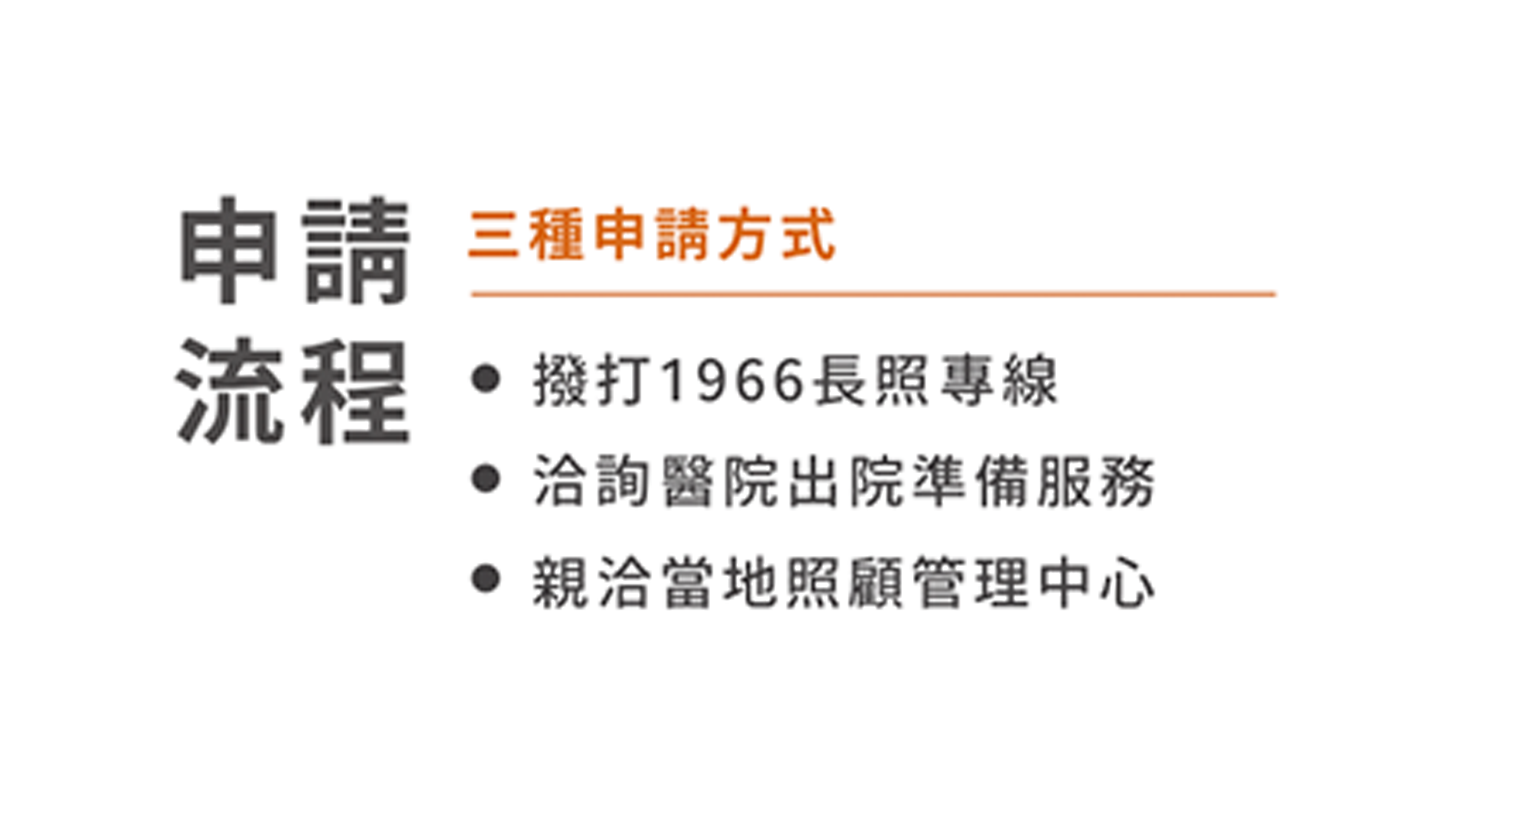 申請
流程
三種申請方式
● 撥打1966長照專線
● 洽詢醫院出院準備服務
● 親洽當地照顧管理中心